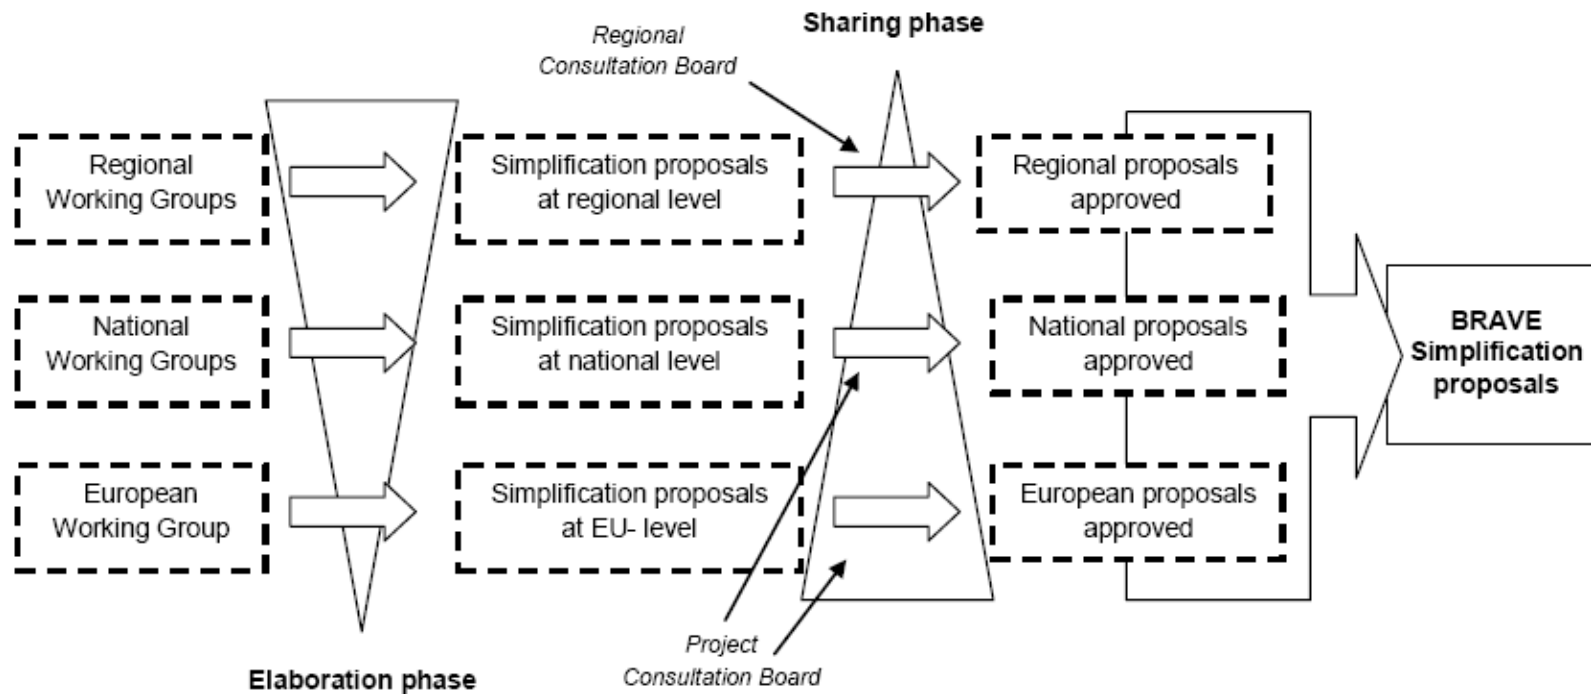 Sharing phase
Regional
Consultation Board
Regional
Working Groups
Simplification proposals
at regional level
Regional proposals
approved
National
Working Groups
Simplification proposals
at national level
National proposals
approved
BRAVE
Simplification
proposals
European
Working Group
Simplification proposals
at EU- level
European proposals
approved
Project
Consultation Board
Elaboration phase